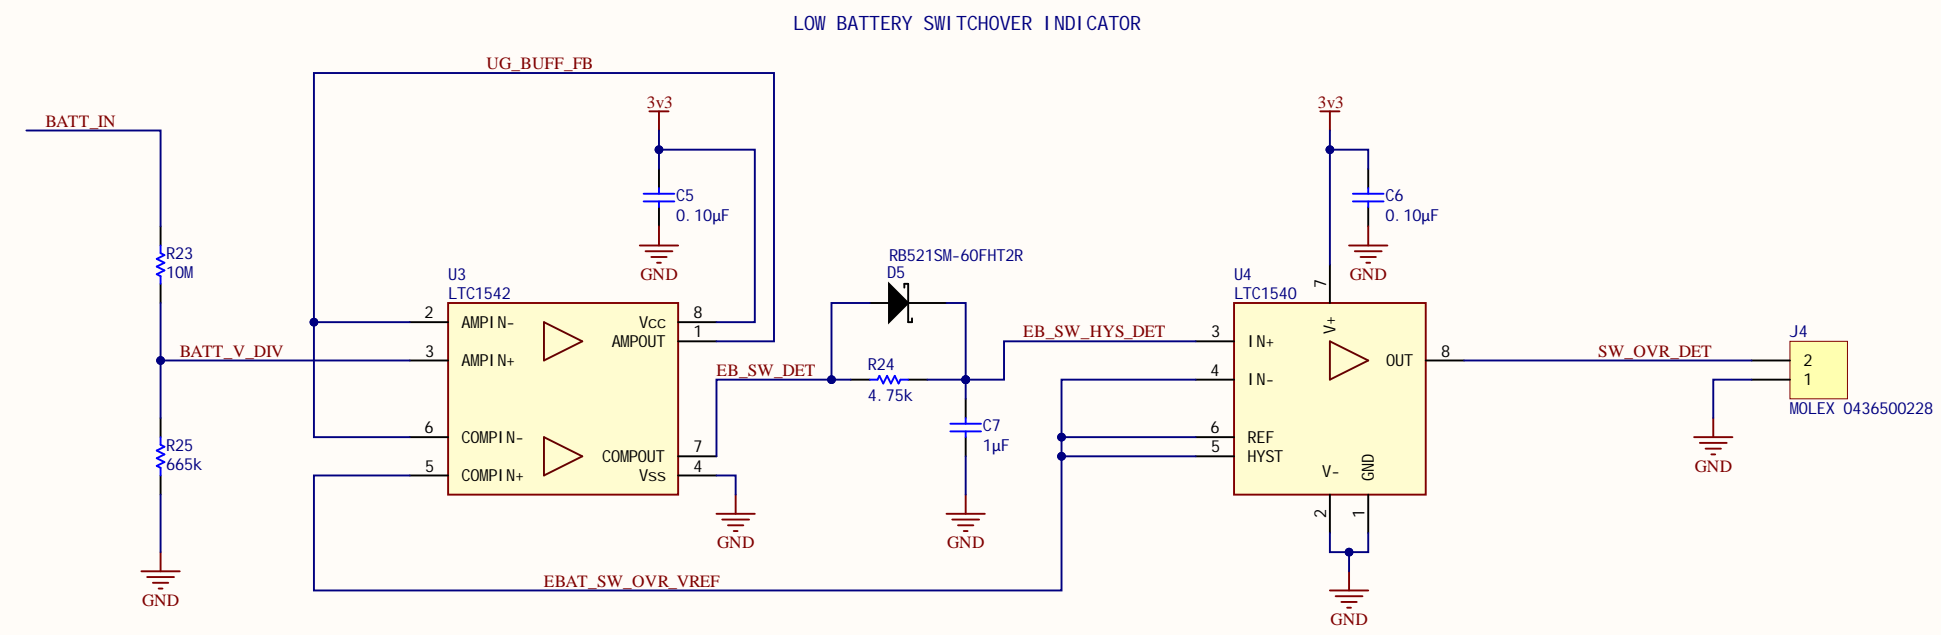 LOW BATTERY SWITCHOVER INDICATOR
UG_BUFF_FB
BATT_IN
3v3
C5
0.10µF
GND
3v3
C6
0.10µF
GND
R23
10M
BATT_V_DIV
R25
665k
GND
U3
LTC1542
2 AMPIN-
3 AMPIN+
6 COMPIN-
5 COMPIN+
Vcc 8
AMPOUT 1
COMPOUT 7
Vss 4
GND
RB521SM-60FHT2R
D5
EB_SW_DET
R24
4.75k
C7
1µF
GND
EB_SW_HYS_DET
EBAT_SW_OVR_VREF
U4
LTC1540
7
V+
3 IN+
4 IN-
6 REF
5 HYST
OUT 8
V-
GND
2
1
GND
SW_OVR_DET
J4
2
1
MOLEX 0436500228
GND